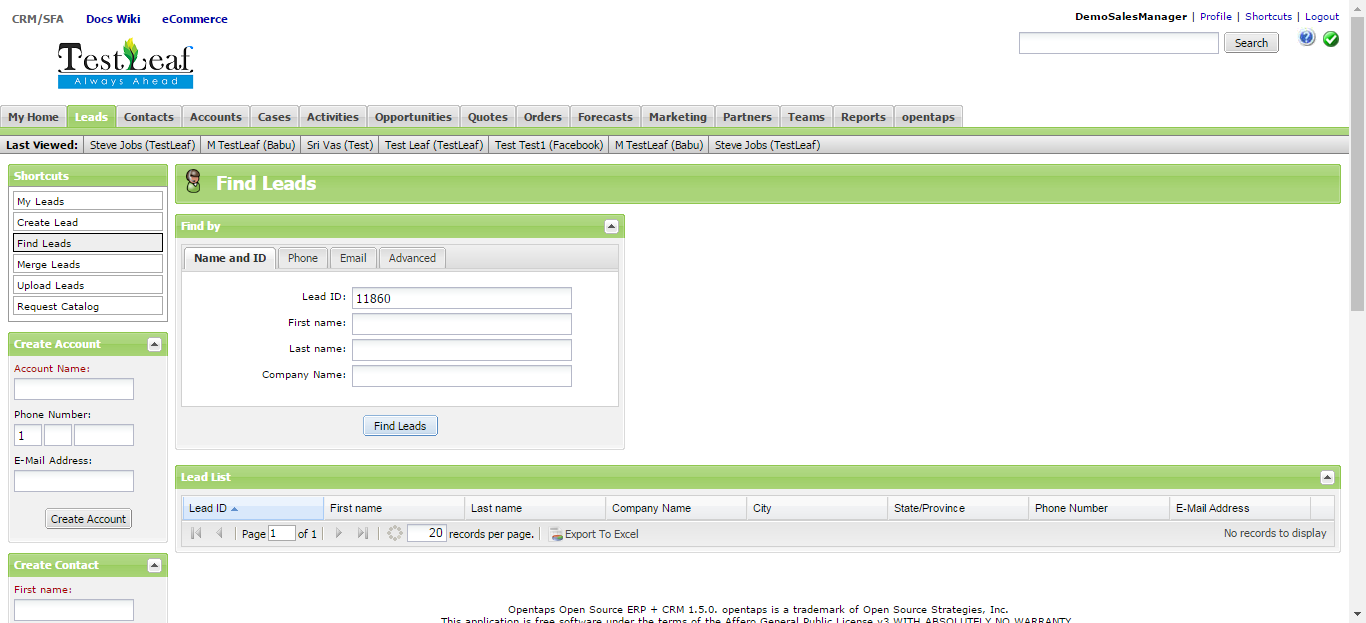 CRM/SFA Docs Wiki eCommerce
DemoSalesManager | Profile | Shortcuts | Logout
TestLeaf
Always Ahead
Search
My Home Leads Contacts Accounts Cases Activities Opportunities Quotes Orders Forecasts Marketing Partners Teams Reports opentaps
Last Viewed: Steve Jobs (TestLeaf) M TestLeaf (Babu) Sri Vas (Test) Test Leaf (TestLeaf) Test Test1 (Facebook) M TestLeaf (Babu) Steve Jobs (TestLeaf)
Shortcuts
My Leads
Create Lead
Find Leads
Merge Leads
Upload Leads
Request Catalog
Create Account
Account Name:
Phone Number:
1
E-Mail Address:
Create Account
Create Contact
First name:
Find Leads
Find by
Name and ID Phone Email Advanced
Lead ID: 11860
First name:
Last name:
Company Name:
Find Leads
Lead List
Lead ID First name Last name Company Name City State/Province Phone Number E-Mail Address
Page 1 of 1 20 records per page. Export To Excel No records to display
Opentaps Open Source ERP + CRM 1.5.0. opentaps is a trademark of Open Source Strategies, Inc.
This application is free software under the terms of the Affero General Public License v3 WITH ABSOLUTELY NO WARRANTY